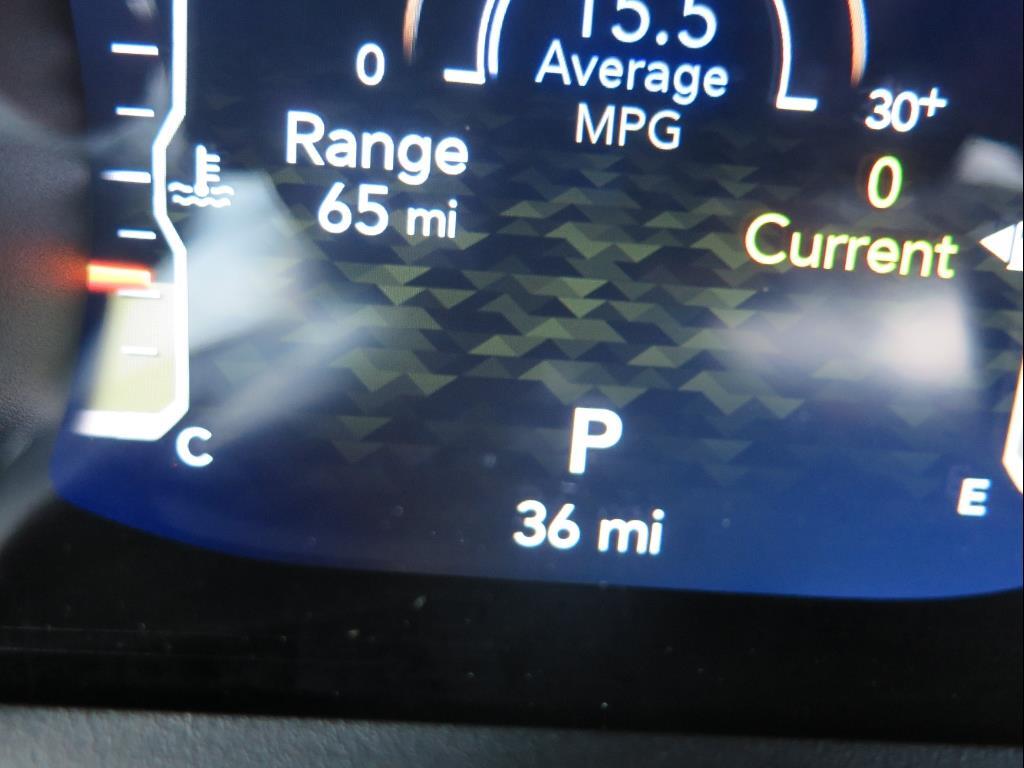 15.5
Average
MPG
0
30+
Range
65 mi
0
Current
C
P
E
36 mi